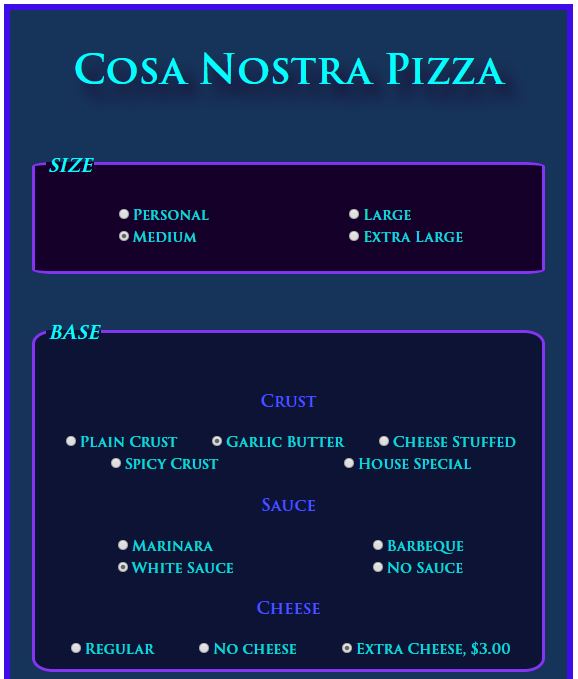 Cosa Nostra Pizza
SIZE
Personal Large
Medium Extra Large
BASE
Crust
Plain Crust Garlic Butter Cheese Stuffed
Spicy Crust House Special
Sauce
Marinara Barbeque
White Sauce No Sauce
Cheese
Regular No cheese Extra Cheese, $3.00